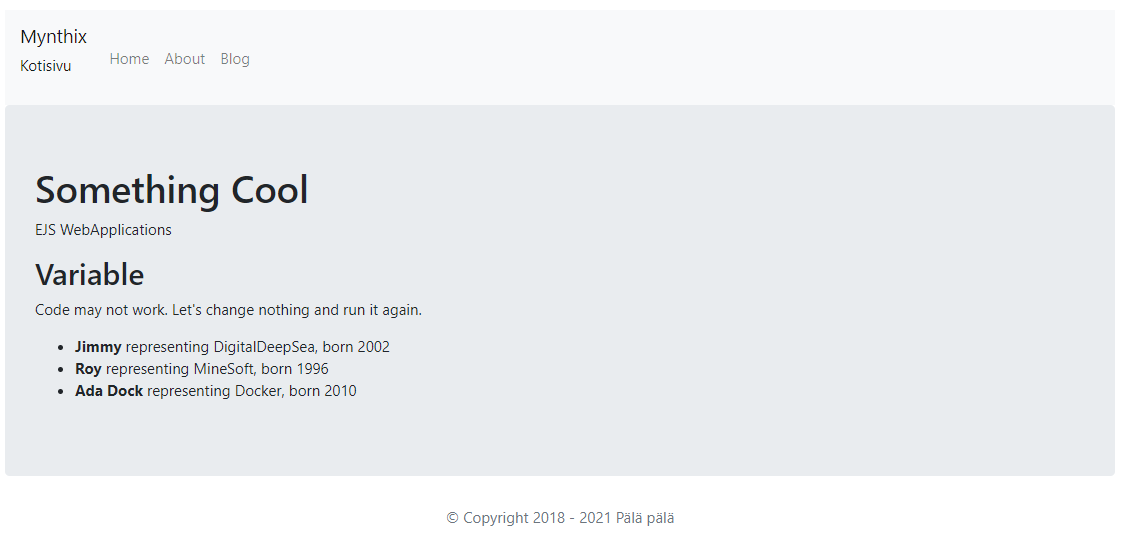 Mynthix
Kotisivu
Home About Blog
Something Cool
EJS WebApplications
Variable
Code may not work. Let's change nothing and run it again.
Jimmy representing DigitalDeepSea, born 2002
Roy representing MineSoft, born 1996
Ada Dock representing Docker, born 2010
© Copyright 2018 - 2021 Pälä pälä